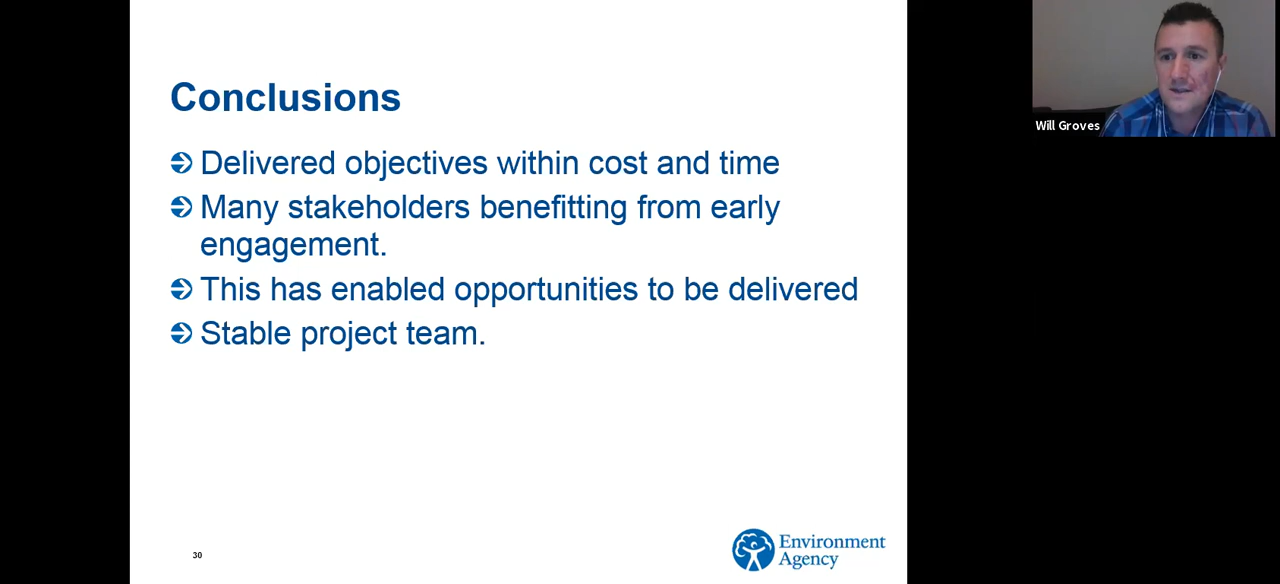 Conclusions
Delivered objectives within cost and time
Many stakeholders benefitting from early
engagement.
This has enabled opportunities to be delivered
Stable project team.
30
Environment
Agency
Will Groves